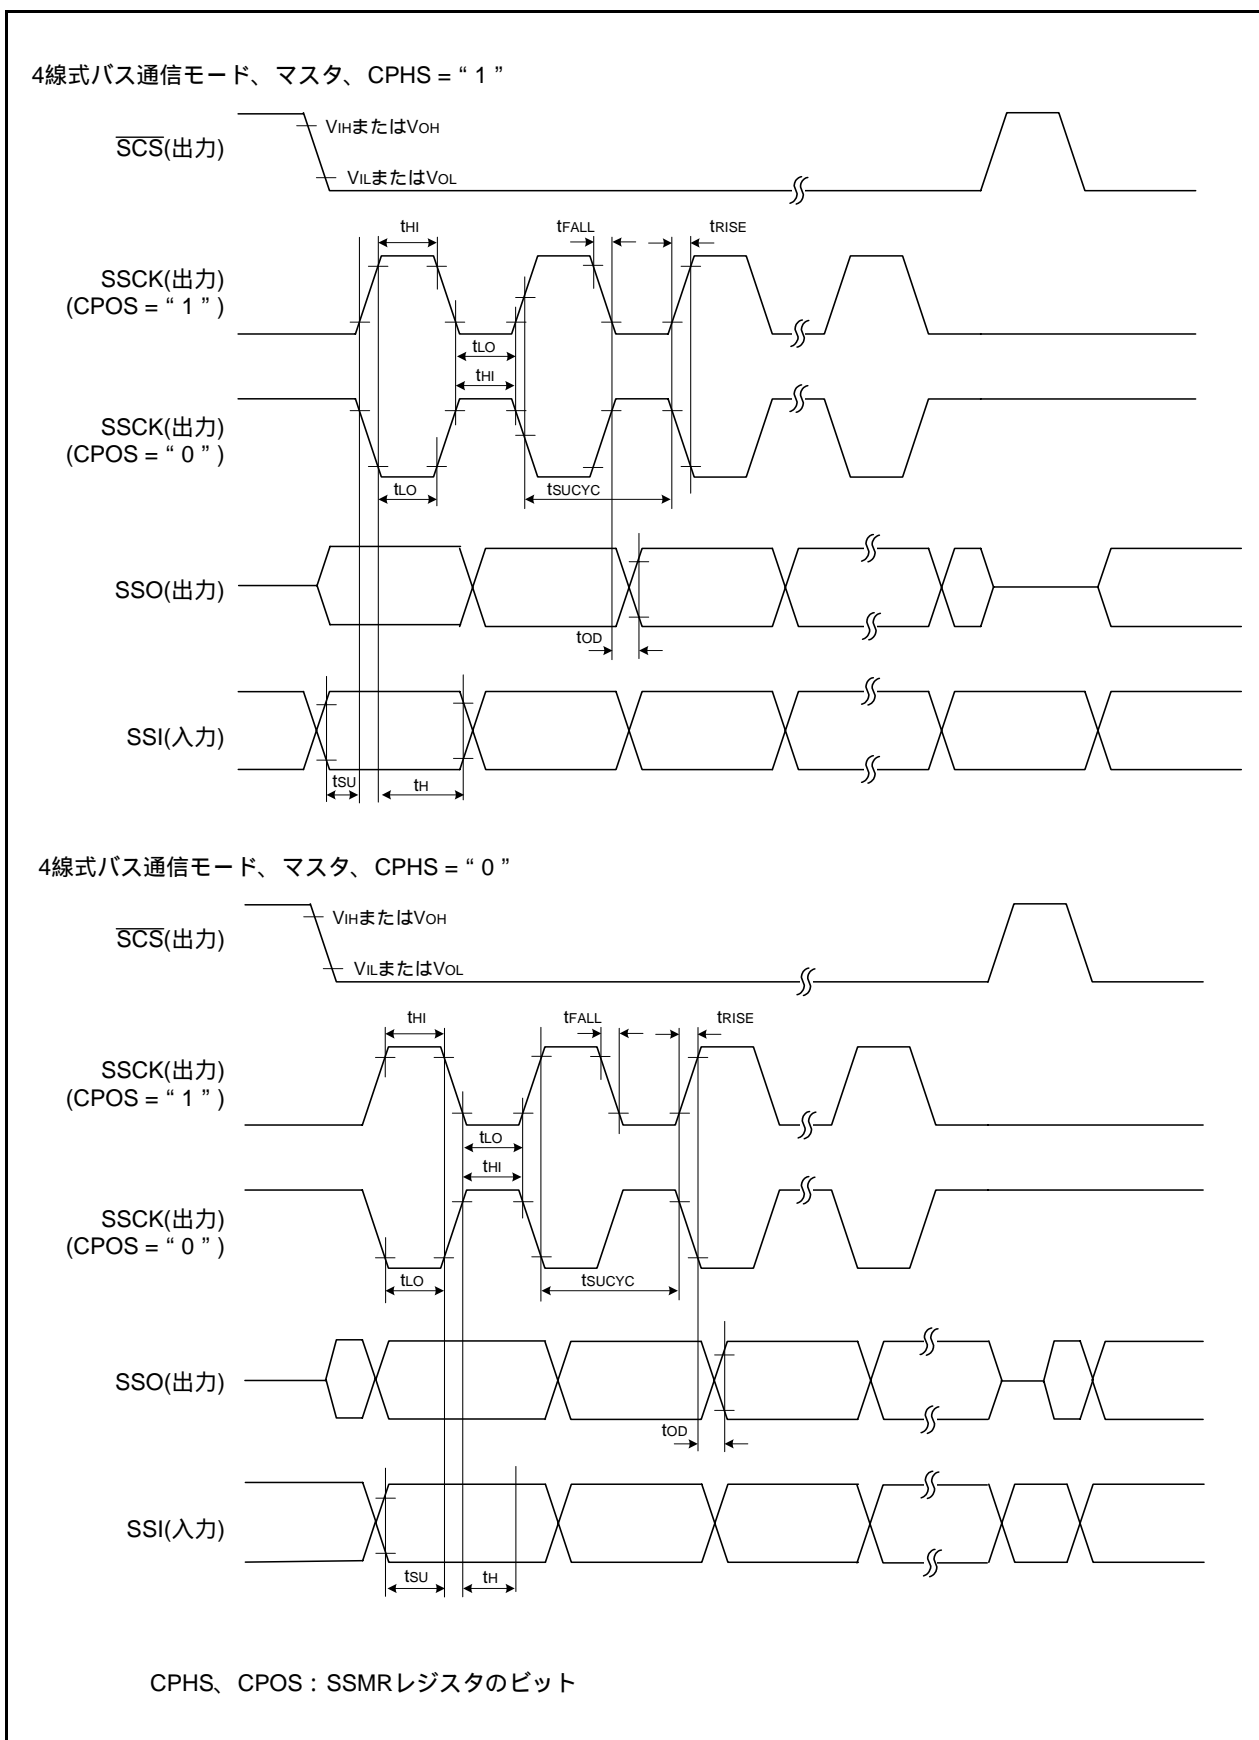 4線式バス通信モード、マスタ、CPHS = “ 1 ”
VIHまたはVOH
SCS(出力)
VILまたはVOL
tHI
tFALL
tRISE
SSCK(出力)
(CPOS = “ 1 ” )
tLO
tHI
SSCK(出力)
(CPOS = “ 0 ” )
tLO
tSUCYC
SSO(出力)
tOD
SSI(入力)
tSU
tH
4線式バス通信モード、マスタ、CPHS = “ 0 ”
VIHまたはVOH
SCS(出力)
VILまたはVOL
tHI
tFALL
tRISE
SSCK(出力)
(CPOS = “ 1 ” )
tLO
tHI
SSCK(出力)
(CPOS = “ 0 ” )
tLO
tSUCYC
SSO(出力)
tOD
SSI(入力)
tSU
tH
CPHS、CPOS : SSMRレジスタのビット